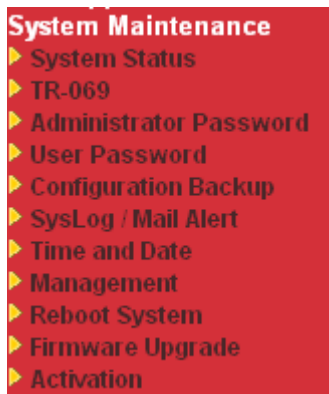 System Maintenance
System Status
TR-069
Administrator Password
User Password
Configuration Backup
SysLog / Mail Alert
Time and Date
Management
Reboot System
Firmware Upgrade
Activation